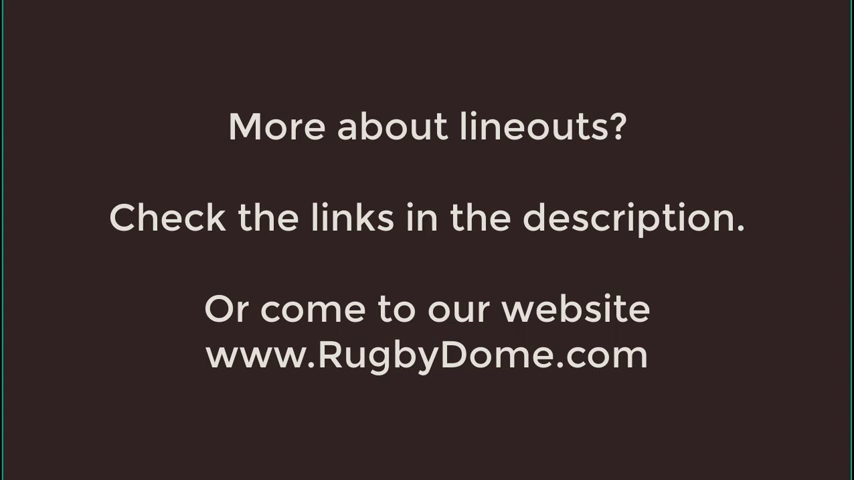 More about lineouts?
Check the links in the description.
Or come to our website
www.RugbyDome.com